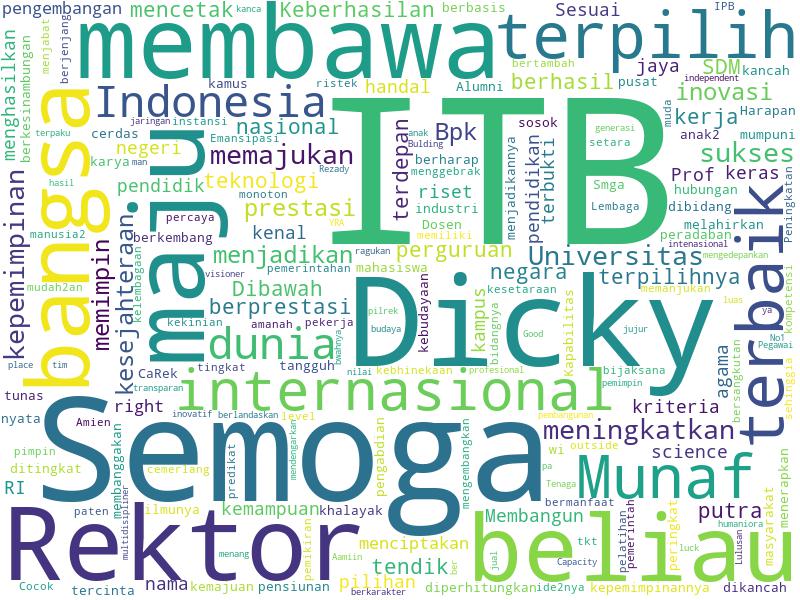 pengembangan
mencetak
kanca
Keberhasilan
berbasis
Sesuai
IPB
membawa
terpilih
menjabat
berjenjang
menghasilkan
berkesinambungan
bertambah
jaya
SDM
kancah
kamus
ristek
handal
Alumni
berhasil
pusat
independent
inovasi
bangsa
Indonesia
ITB
terpaku
cerdas
jaringan
instansi
nasional
Bpk
anak
Bulding
sosok
generasi
muda
kerja
Harapan
anak2
mumpuni
karya
man
Emansipasi
negeri
memajukan
Rezady
terdepan
berharap
menggebrak
menjadikannya
pendidikan
terbukti
setara
sukses
hasil
maju
monoton
riset
Smga
Prof
keras
hubungan
Peningkatan
kepemimpinan
manusia2
pendidik
teknologi
industri
Lembaga
dibidang
melahirkan
kesejahteraan
percaya
prestasi
YRA
Dosen
memiliki
peradaban
intenasional
berkembang
kenal
ragukan
perguruan
Universitas
terbaik
mengedepankan
memimpin
mudah2an
kelembagaan
menjadikan
visioner
pemerintahan
mahasiswa
negara
terpilihnya
Dibawah
Dicky
kebudayaan
kampus
kesetaraan
bidangnya
kapabilitas
memanjukan
luas
kompetensi
berprestasi
kekinian
amanah
pekerja
pilrek
budaya
Good
jujur
ya
No1
Pegawai
place
tim
dunia
bwahnya
tangguh
CaRek
tingkat
nilai
kebhinekaan
profesional
bijaksana
pemimpin
agama
bersangkutan
sehinggia
transparan
tunas
nyata
Amien
right
internasional
inovatif
berlandaskan
level
pembangunan
kriteria
Semoga
membanggakan
predikat
mendengarkan
pengebdian
mengembangkan
meningkatkan
outside
wi
science
pimpin
ditingkat
cemerlang
pa
Tenaga
Munaf
RI
multidisipliner
ilmunya
paten
kemampuan
khalayak
Membangun
bermanfaat
putra
masyarakat
menerapkan
humaniora
Rektor
menang
pemikiran
Aamiin
menciptakan
beliau
jual
tkt
Capacity
pelatihan
pemerintah
peringkat
luck
Lulusan
Cocok
tercinta
nama
kemajuan
pensiunan
pilihan
berkarakter
tendik
ber
diperhitungkan
ide2nya
kepemimpinannya
dikancah